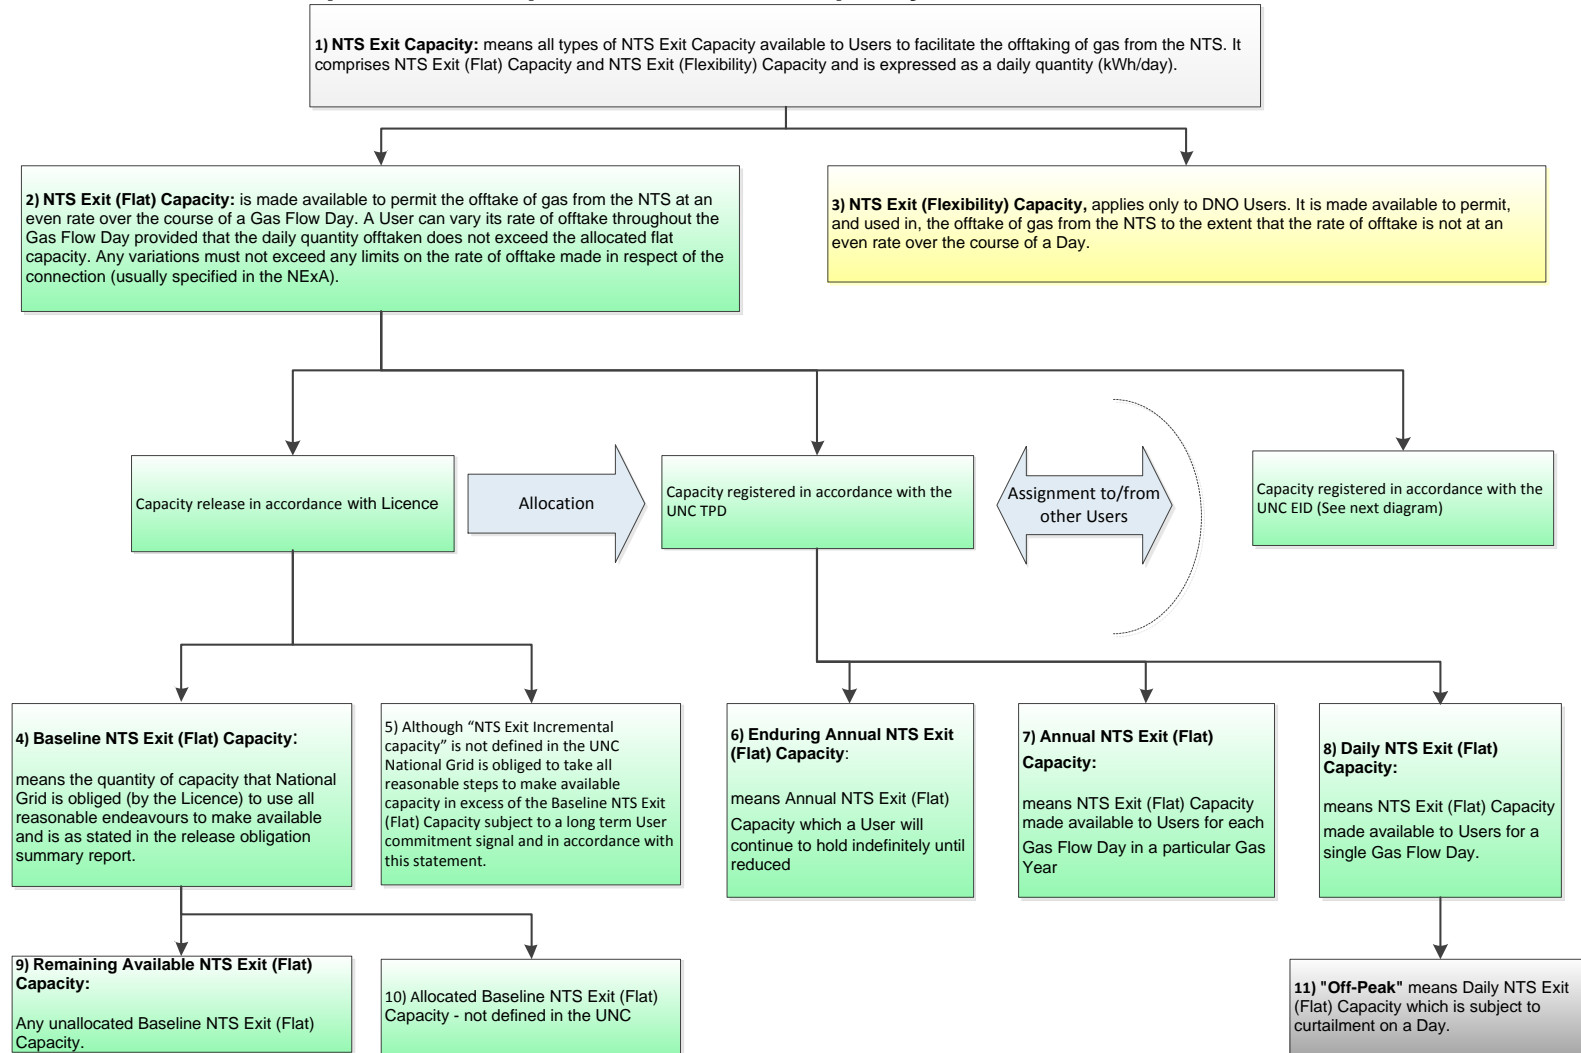 1) NTS Exit Capacity: means all types of NTS Exit Capacity available to Users to facilitate the offtaking of gas from the NTS. It
comprises NTS Exit (Flat) Capacity and NTS Exit (Flexibility) Capacity and is expressed as a daily quantity (kWh/day).
2) NTS Exit (Flat) Capacity: is made available to permit the offtake of gas from the NTS at an
even rate over the course of a Gas Flow Day. A User can vary its rate of offtake throughout the
Gas Flow Day provided that the daily quantity offtaken does not exceed the allocated flat
capacity. Any variations must not exceed any limits on the rate of offtake made in respect of the
connection (usually specified in the NExA).
3) NTS Exit (Flexibility) Capacity, applies only to DNO Users. It is made available to permit,
and used in, the offtake of gas from the NTS to the extent that the rate of offtake is not at an
even rate over the course of a Day.
Capacity release in accordance with Licence
Allocation
Capacity registered in accordance with the
UNC TPD
Assignment to/from
other Users
Capacity registered in accordance with the
UNC EID (See next diagram)
4) Baseline NTS Exit (Flat) Capacity:
means the quantity of capacity that National
Grid is obliged (by the Licence) to use all
reasonable endeavours to make available
and is as stated in the release obligation
summary report.
5) Although “NTS Exit Incremental
capacity” is not defined in the UNC
National Grid is obliged to take all
reasonable steps to make available
capacity in excess of the Baseline NTS Exit
(Flat) Capacity subject to a long term User
commitment signal and in accordance with
this statement.
6) Enduring Annual NTS Exit
(Flat) Capacity:
means Annual NTS Exit (Flat)
Capacity which a User will
continue to hold indefinitely until
reduced
7) Annual NTS Exit (Flat)
Capacity:
means NTS Exit (Flat) Capacity
made available to Users for each
Gas Flow Day in a particular Gas
Year
8) Daily NTS Exit (Flat)
Capacity:
means NTS Exit (Flat) Capacity
made available to Users for a
single Gas Flow Day.
9) Remaining Available NTS Exit (Flat)
Capacity:
Any unallocated Baseline NTS Exit (Flat)
Capacity.
10) Allocated Baseline NTS Exit (Flat)
Capacity - not defined in the UNC
11) "Off-Peak" means Daily NTS Exit
(Flat) Capacity which is subject to
curtailment on a Day.